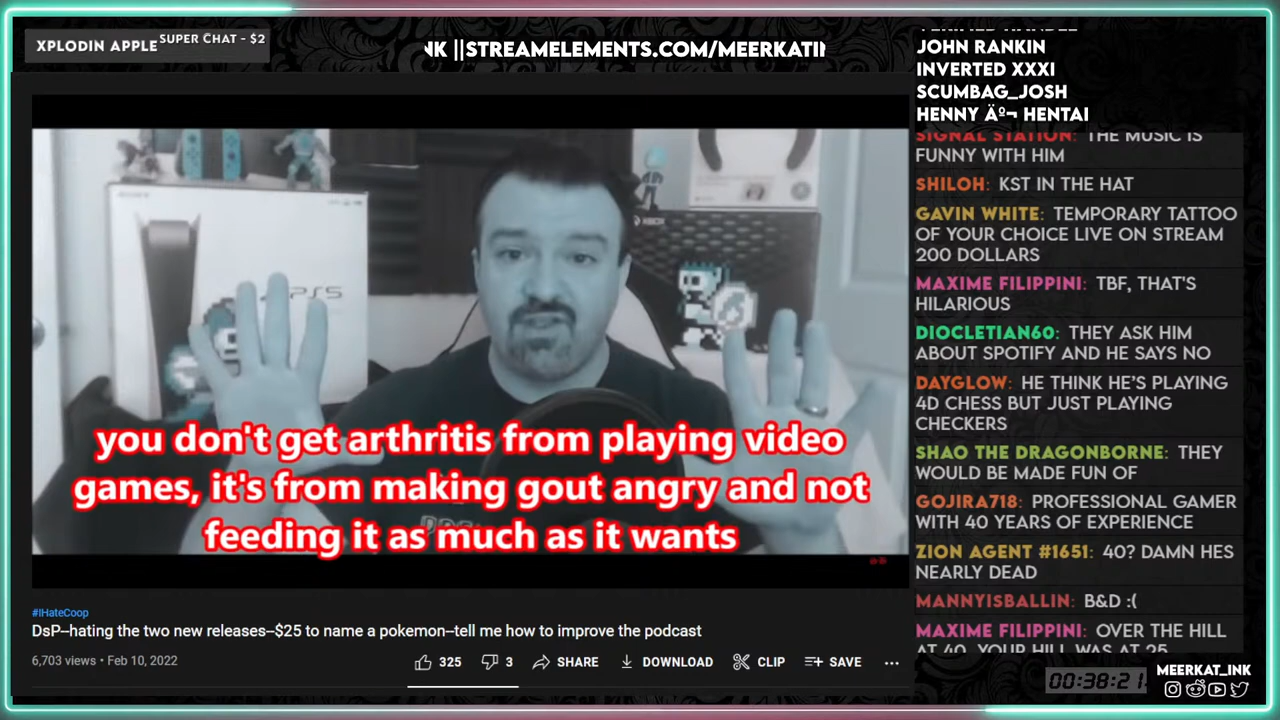 XPLODIN APPLE SUPER CHAT - $2
NK ||STREAMELEMENTS.COM/MEERKATIN
JOHN RANKIN
INVERTED XXXI
SCUMBAG_JOSH
HENNY Äº¬ HENTAI
SIGNAL STATION: THE MUSIC IS
FUNNY WITH HIM
SHILOH: KST IN THE HAT
GAVIN WHITE: TEMPORARY TATTOO
OF YOUR CHOICE LIVE ON STREAM
200 DOLLARS
MAXIME FILIPPINI: TBF, THAT'S
HILARIOUS
DIOCLETIAN60: THEY ASK HIM
ABOUT SPOTIFY AND HE SAYS NO
DAYGLOW: HE THINK HE'S PLAYING
4D CHESS BUT JUST PLAYING
CHECKERS
SHAO THE DRAGONBORNE: THEY
WOULD BE MADE FUN OF
GOJIRA718: PROFESSIONAL GAMER
WITH 40 YEARS OF EXPERIENCE
ZION AGENT #1651: 40? DAMN HES
NEARLY DEAD
MANNYISBALLIN: B&D :(
MAXIME FILIPPINI: OVER THE HILL
AT 40, YOUR HILL WAS AT 25
SONY
PS5
XBOX
you don't get arthritis from playing video
games, it's from making gout angry and not
feeding it as much as it wants
#IHateCoop
DsP--hating the two new releases--$25 to name a pokemon--tell me how to improve the podcast
6,703 views • Feb 10, 2022
325
3
SHARE
DOWNLOAD
CLIP
SAVE
...
00:38:21
MEERKAT_INK